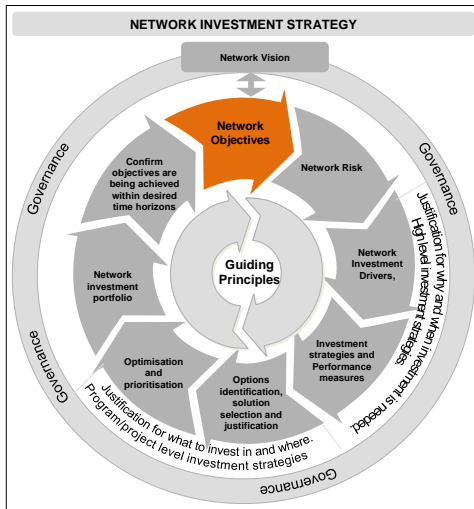 NETWORK INVESTMENT STRATEGY
Network Vision
Network
Objectives
Network Risk
Network
Investment
Drivers,
Investment
strategies and
Performance
measures
Options
identification,
solution
selection and
justification
Optimisation
and
prioritisation
Network
investment
portfolio
Confirm
objectives are
being achieved
within desired
time horizons
Guiding
Principles
Governance
Governance
Governance
Governance
Justification for why and when investment is needed.
High level investment strategies.
Justification for what to invest in and where.
Program/project level investment strategies